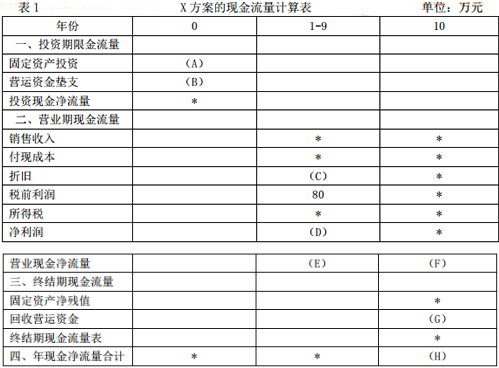 表 1 X 方案的现金流量计算表 单位：万元
年份 0 1-9 10
一、投资期限金流量
固定资产投资 （A）
营运资金垫支 （B）
投资现金净流量 *
二、营业期现金流量
销售收入 * *
付现成本 * *
折旧 （C） *
税前利润 80 *
所得税 * *
净利润 （D） *
营业现金净流量 （E） （F）
三、终结期现金流量
固定资产净残值 *
回收营运资金 （G）
终结期现金流量表 *
四、年现金净流量合计 * * （H）